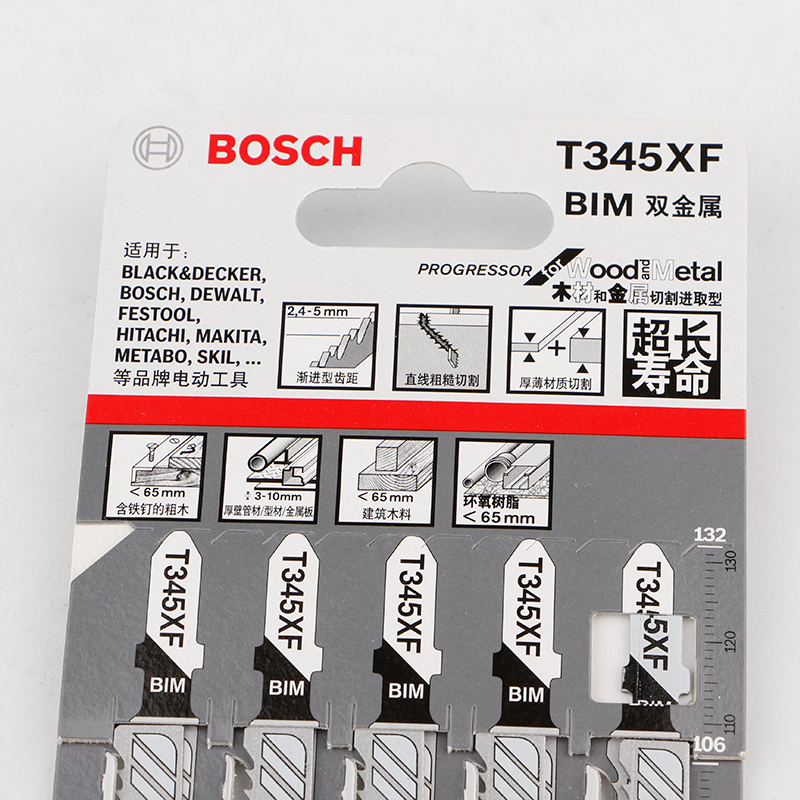 BOSCH
T345XF
BIM 双金属
适用于:
BLACK&DECKER,
BOSCH, DEWALT,
FESTOOL,
HITACHI, MAKITA,
METABO, SKIL, ...
等品牌电动工具
PROGRESSOR for Wood and Metal
木材和金属切割进取型
2,4-5 mm
渐进型齿距
直线粗糙切割
厚薄材质切割
超长
寿命
< 65 mm
含铁钉的粗木
3-10mm
厚壁管材/型材/金属板
< 65 mm
建筑木料
环氧树脂
< 65 mm
132
130
120
110
106
T345XF
BIM
T345XF
BIM
T345XF
BIM
T345XF
BIM
T345XF
BIM